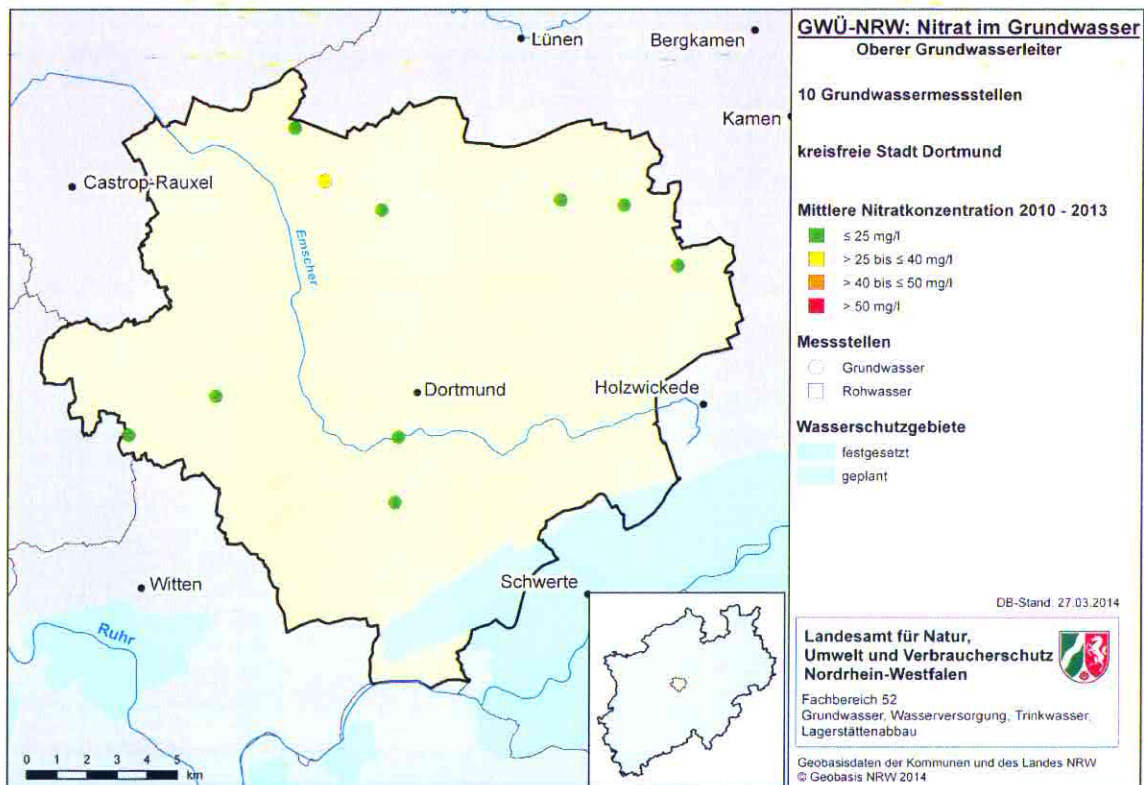 Lünen
Bergkamen
Kamen
Castrop-Rauxel
Emscher
Dortmund
Holzwickede
Witten
Schwerte
Ruhr
0 1 2 3 4 5
km
GWÜ-NRW: Nitrat im Grundwasser
Oberer Grundwasserleiter
10 Grundwassermessstellen
kreisfreie Stadt Dortmund
Mittlere Nitratkonzentration 2010 - 2013
≤ 25 mg/l
> 25 bis ≤ 40 mg/l
> 40 bis ≤ 50 mg/l
> 50 mg/l
Messstellen
Grundwasser
Rohwasser
Wasserschutzgebiete
festgesetzt
geplant
DB-Stand: 27.03.2014
Landesamt für Natur,
Umwelt und Verbraucherschutz
Nordrhein-Westfalen
Fachbereich 52
Grundwasser, Wasserversorgung, Trinkwasser,
Lagerstättenabbau
Geobasisdaten der Kommunen und des Landes NRW
© Geobasis NRW 2014